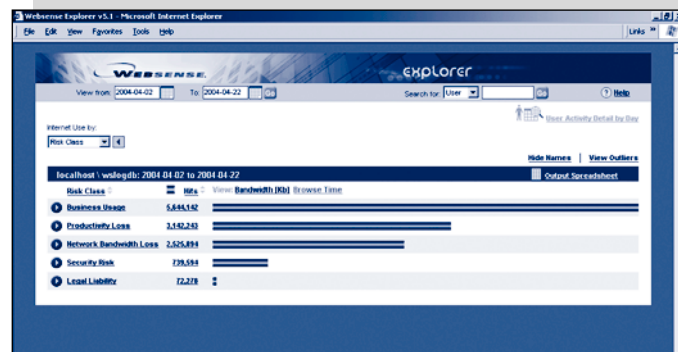 Websense Explorer v5.1 - Microsoft Internet Explorer
File Edit View Favorites Tools Help Links »
WEBSENSE. explorer
View from: 2004-04-02 To: 2004-04-22 Go Search for: User Go ? Help
User Activity Detail by Day
Internet Use by:
Risk Class
Hide Names | View Outliers
localhost \ wslogdb: 2004-04-02 to 2004-04-22 Output Spreadsheet
Risk Class Hits View: Bandwidth [Kb] Browse Time
Business Usage 5,644,142
Productivity Loss 3,142,243
Network Bandwidth Loss 2,525,894
Security Risk 739,594
Legal Liability 72,278